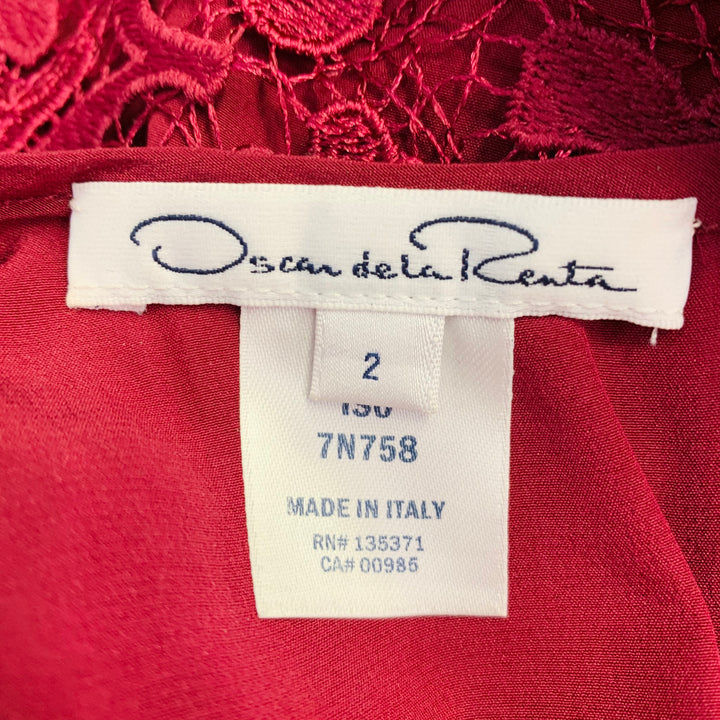 Oscar de la Renta
2
7N758
MADE IN ITALY
RN# 135371
CA# 00985